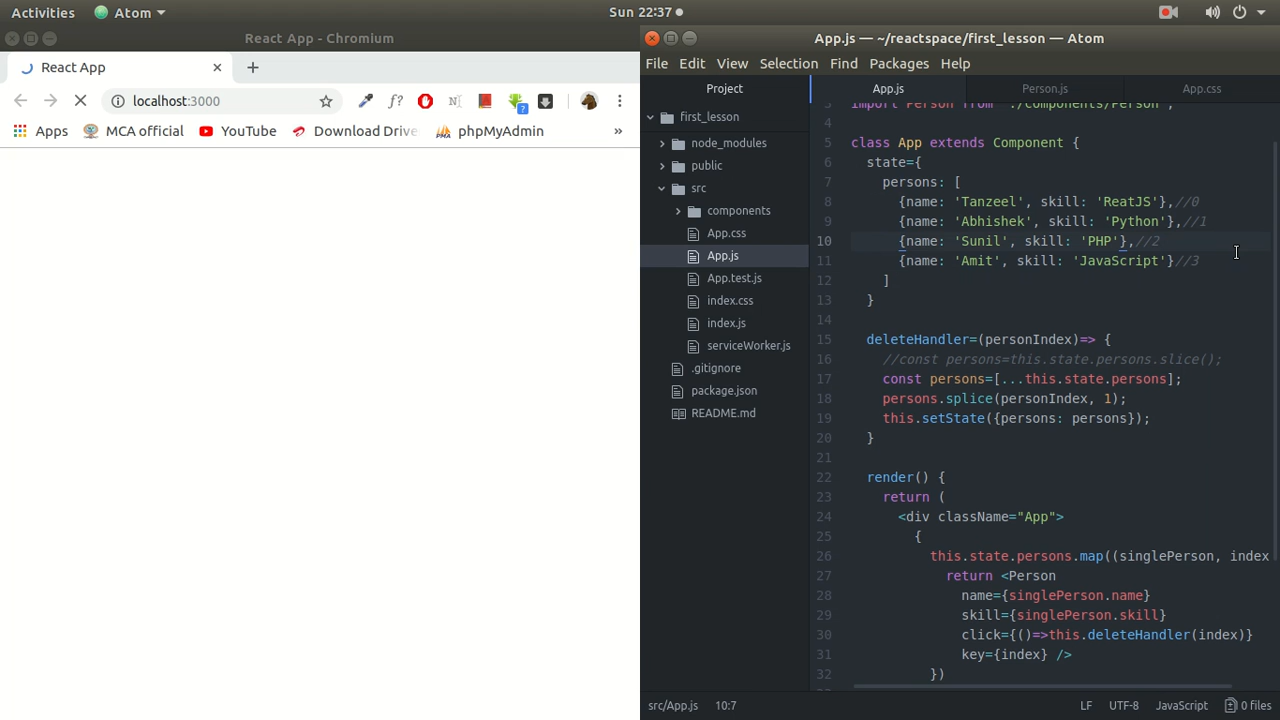 Activities Atom Sun 22:37
React App - Chromium
App.js — ~/reactspace/first_lesson — Atom
React App
File Edit View Selection Find Packages Help
localhost:3000
Apps MCA official YouTube Download Drive phpMyAdmin »
Project
first_lesson
node_modules
public
src
components
App.css
App.js
App.test.js
index.css
index.js
serviceWorker.js
.gitignore
package.json
README.md
App.js Person.js App.css
3 import Person from './Components/Person';
4
5 class App extends Component {
6 state={
7 persons: [
8 {name: 'Tanzeel', skill: 'ReatJS'},//0
9 {name: 'Abhishek', skill: 'Python'},//1
10 {name: 'Sunil', skill: 'PHP'},//2
11 {name: 'Amit', skill: 'JavaScript'}//3
12 ]
13 }
14
15 deleteHandler=(personIndex)=> {
16 //const persons=this.state.persons.slice();
17 const persons=[...this.state.persons];
18 persons.splice(personIndex, 1);
19 this.setState({persons: persons});
20 }
21
22 render() {
23 return (
24 <div className="App">
25 {
26 this.state.persons.map((singlePerson, index
27 return <Person
28 name={singlePerson.name}
29 skill={singlePerson.skill}
30 click={()=>this.deleteHandler(index)}
31 key={index} />
32 })
src/App.js 10:7 LF UTF-8 JavaScript 0 files